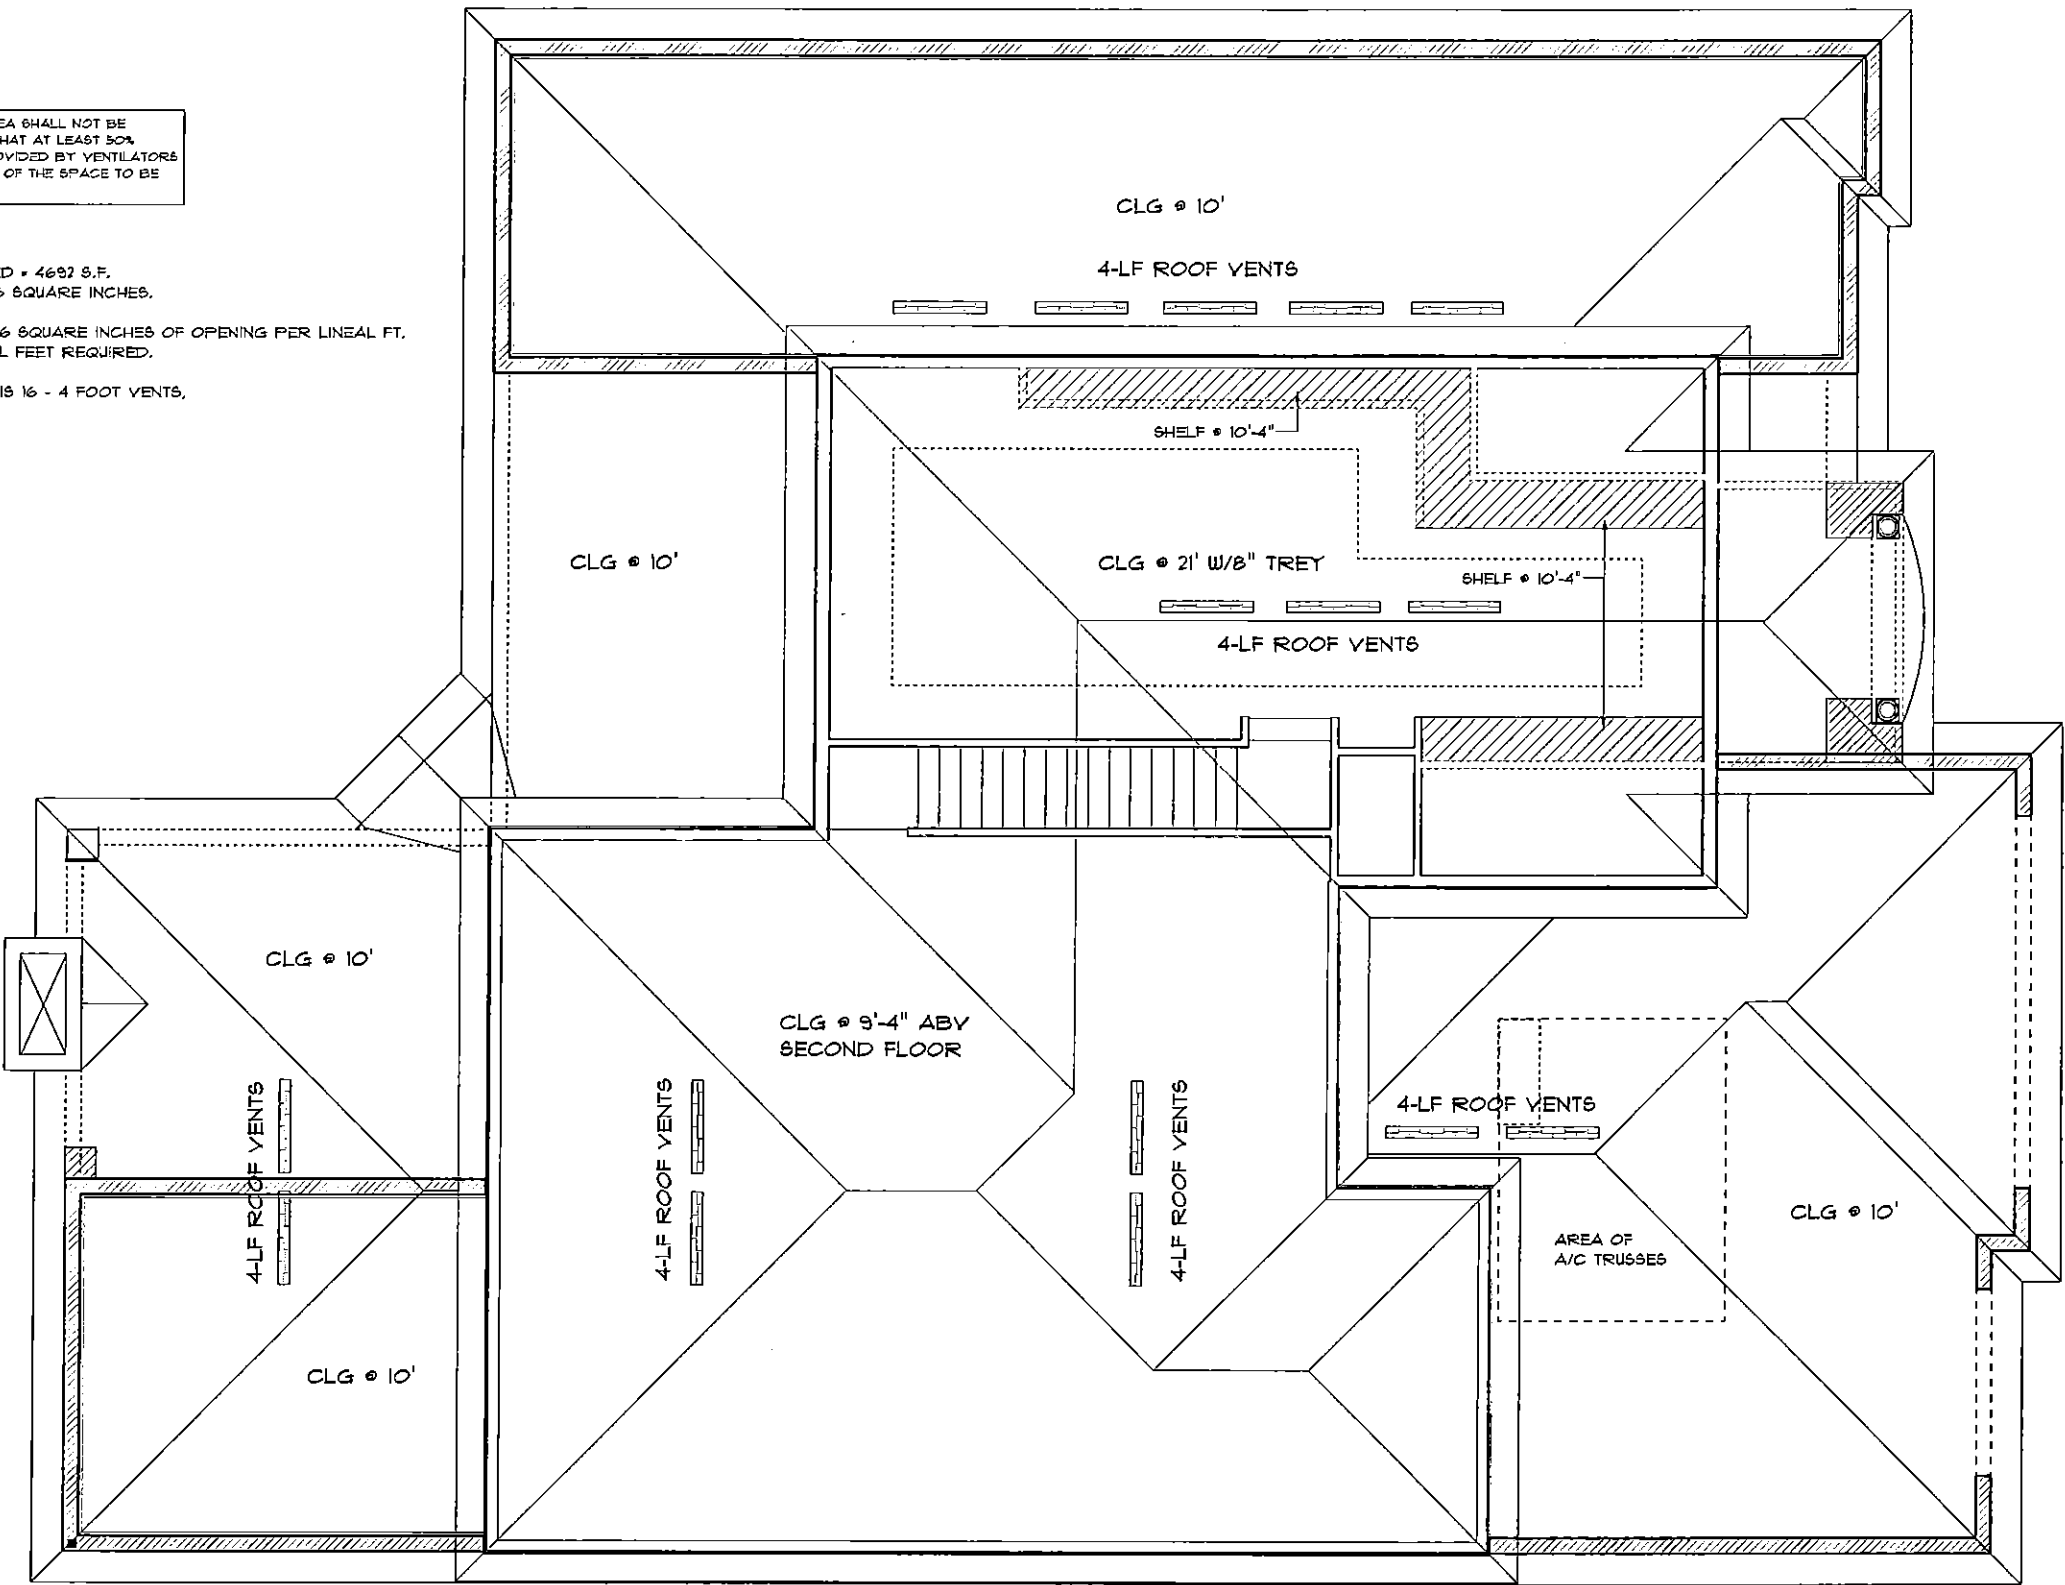 EA SHALL NOT BE
HAT AT LEAST 50%
OVIDED BY VENTILATORS
OF THE SPACE TO BE
ED = 4692 S.F.
SQUARE INCHES.
6 SQUARE INCHES OF OPENING PER LINEAL FT.
L FEET REQUIRED.
IS 16 - 4 FOOT VENTS.
CLG @ 10'
4-LF ROOF VENTS
SHELF @ 10'-4"
CLG @ 10'
CLG @ 21' W/8" TREY
SHELF @ 10'-4"
4-LF ROOF VENTS
CLG @ 10'
CLG @ 9'-4" ABV
SECOND FLOOR
4-LF ROOF VENTS
4-LF ROOF VENTS
4-LF ROOF VENTS
4-LF ROOF VENTS
CLG @ 10'
AREA OF
A/C TRUSSES
CLG @ 10'